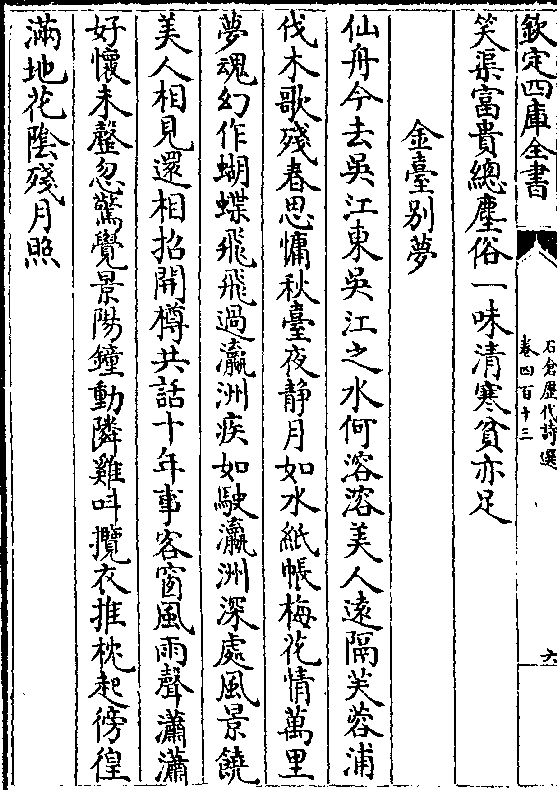 欽定四庫全書
石倉歷代詩選
卷四百十三
六
笑渠富貴總塵俗一味清寒貧亦足
金臺別夢
仙舟今去吳江東吳江之水何溶溶美人遠隔芙蓉浦
伐木歌殘春思慵秋臺夜靜月如水紙帳梅花情萬里
夢魂幻作蝴蝶飛飛過瀛洲疾如駛瀛洲深處風景饒
美人相見還相招開樽共話十年事客窗風雨聲瀟瀟
好懷未罄忽驚覺景陽鐘動隣雞呌攬衣推枕起徬徨
滿地花陰殘月照